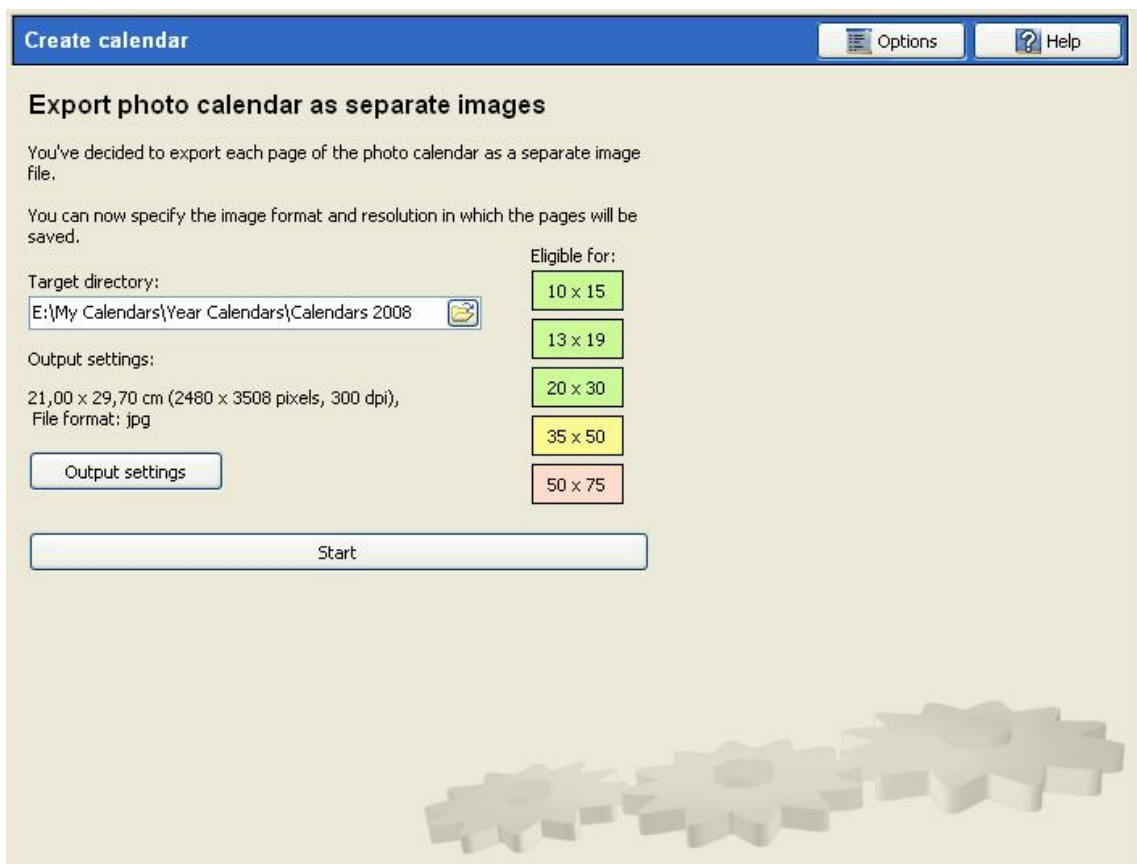 Create calendar
Options
Help
Export photo calendar as separate images
You've decided to export each page of the photo calendar as a separate image
file.
You can now specify the image format and resolution in which the pages will be
saved.
Eligible for:
Target directory:
10 x 15
E:\My Calendars\Year Calendars\Calendars 2008
13 x 19
Output settings:
20 x 30
21,00 x 29,70 cm (2480 x 3508 pixels, 300 dpi),
File format: jpg
35 x 50
Output settings
50 x 75
Start